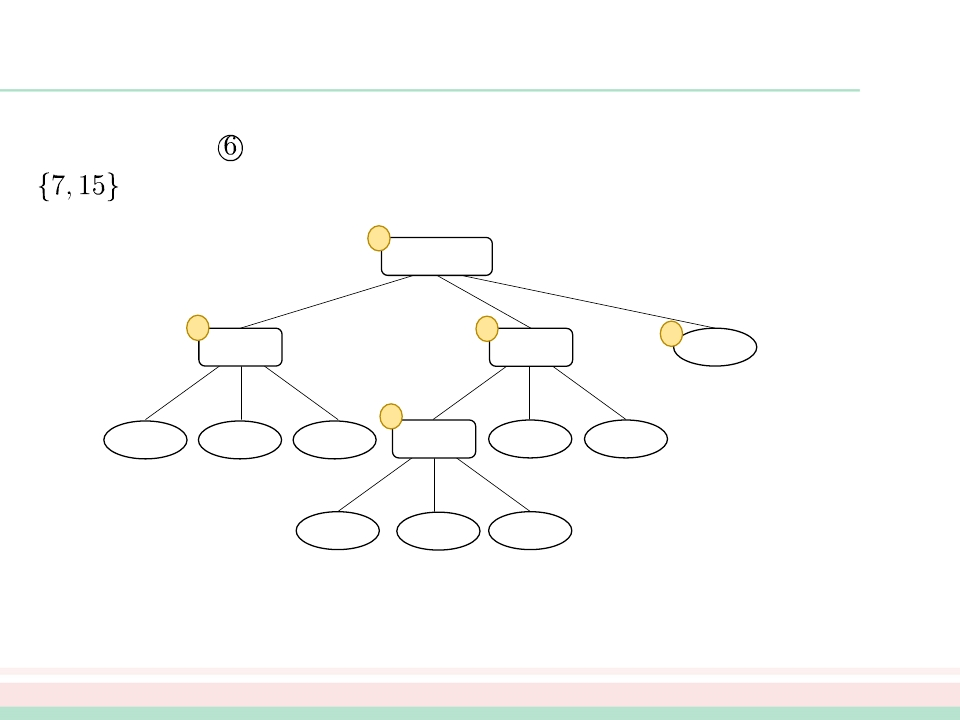 ⑥
{7, 15}